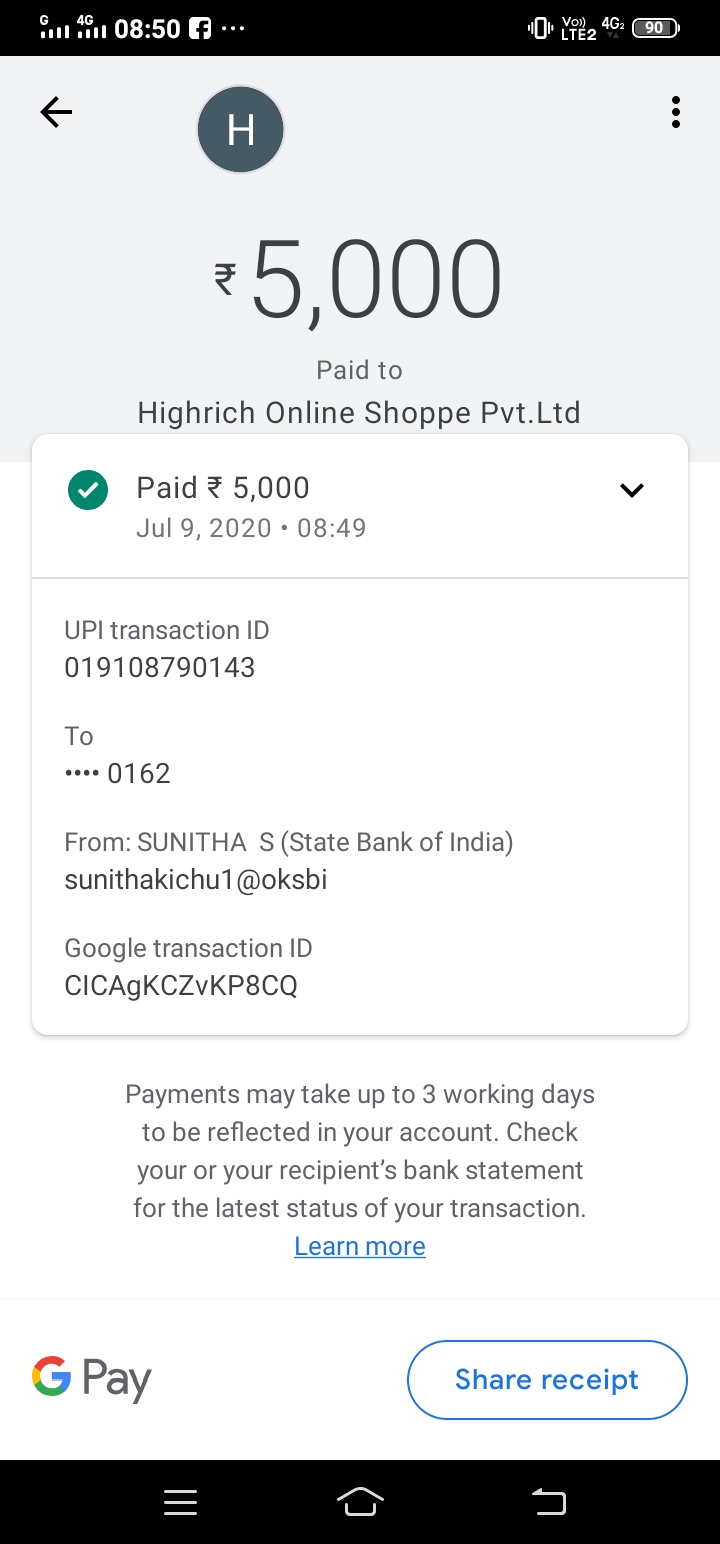 G 4G 08:50 ... Vo)) LTE2 4G2 90
H
₹5,000
Paid to
Highrich Online Shoppe Pvt.Ltd
Paid ₹ 5,000
Jul 9, 2020 • 08:49
UPI transaction ID
019108790143
To
•••• 0162
From: SUNITHA S (State Bank of India)
sunithakichu1@oksbi
Google transaction ID
CICAgKCZvKP8CQ
Payments may take up to 3 working days
to be reflected in your account. Check
your or your recipient’s bank statement
for the latest status of your transaction.
Learn more
G Pay
Share receipt